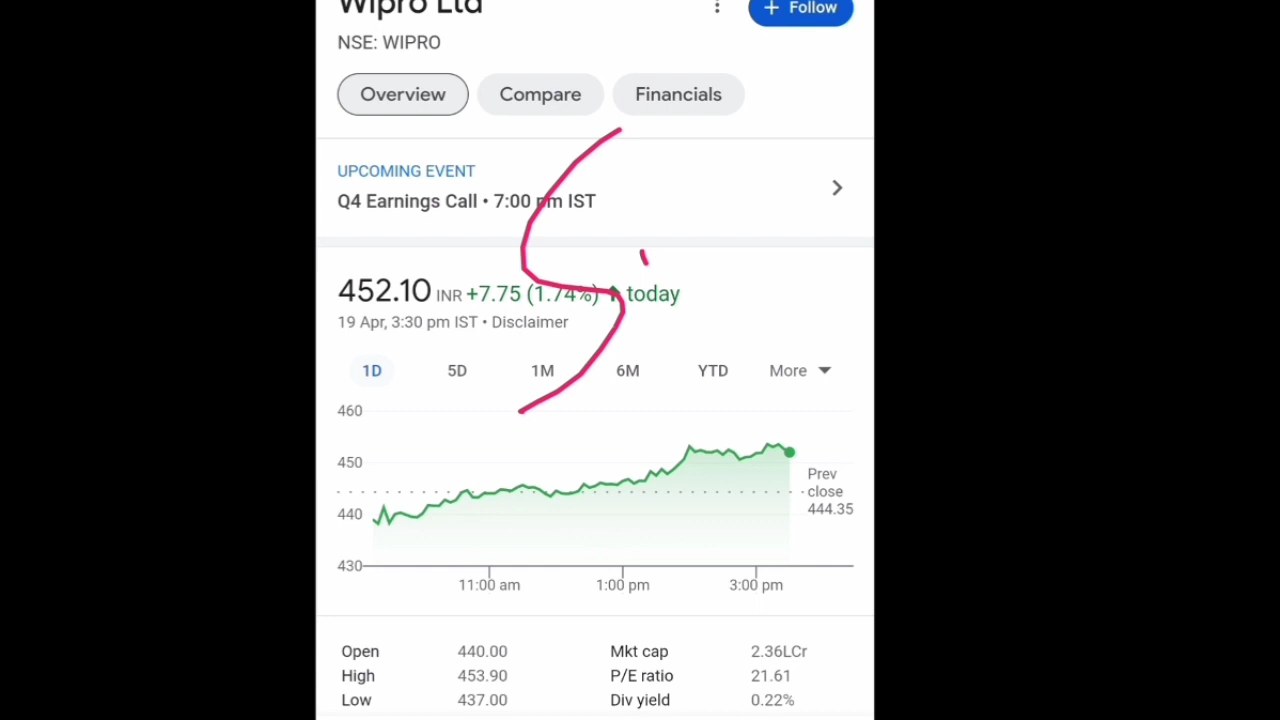 Wipro Ltd
+ Follow
NSE: WIPRO
Overview
Compare
Financials
UPCOMING EVENT
Q4 Earnings Call • 7:00 pm IST
452.10 INR +7.75 (1.74%) ↑ today
19 Apr, 3:30 pm IST • Disclaimer
1D 5D 1M 6M YTD More
460
450
440
430
Prev
close
444.35
11:00 am 1:00 pm 3:00 pm
Open 440.00 Mkt cap 2.36LCr
High 453.90 P/E ratio 21.61
Low 437.00 Div yield 0.22%